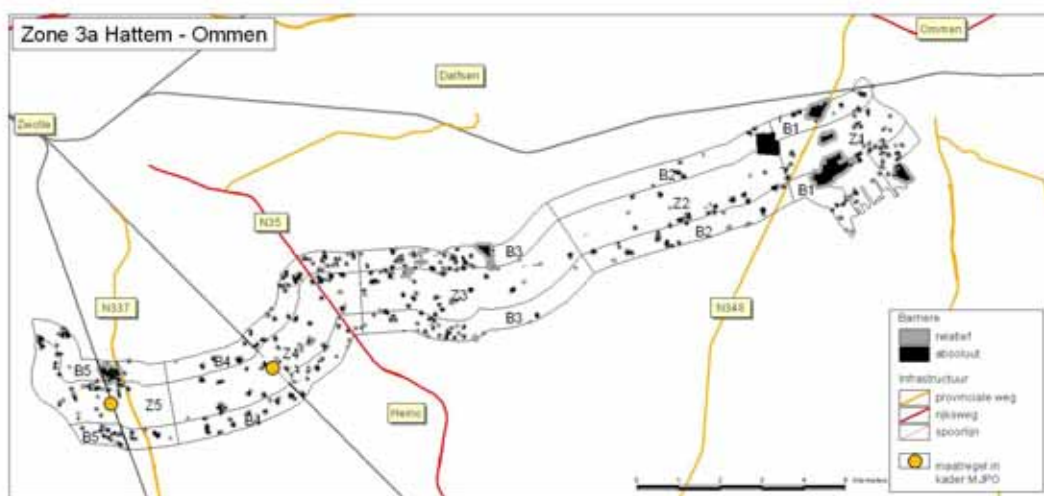 Zone 3a Hattem - Ommen
Ommen
Dalfsen
Zwolle
B1
Z1
B2
B1
Z2
N35
B3
B2
Z3
N337
N348
B3
B4
Z4
B5
Z5
Heino
B4
B5
Barriere
relatief
absoluut
Infrastructuur
provinciale weg
rijksweg
spoorlijn
maatregel in
kader MJPO